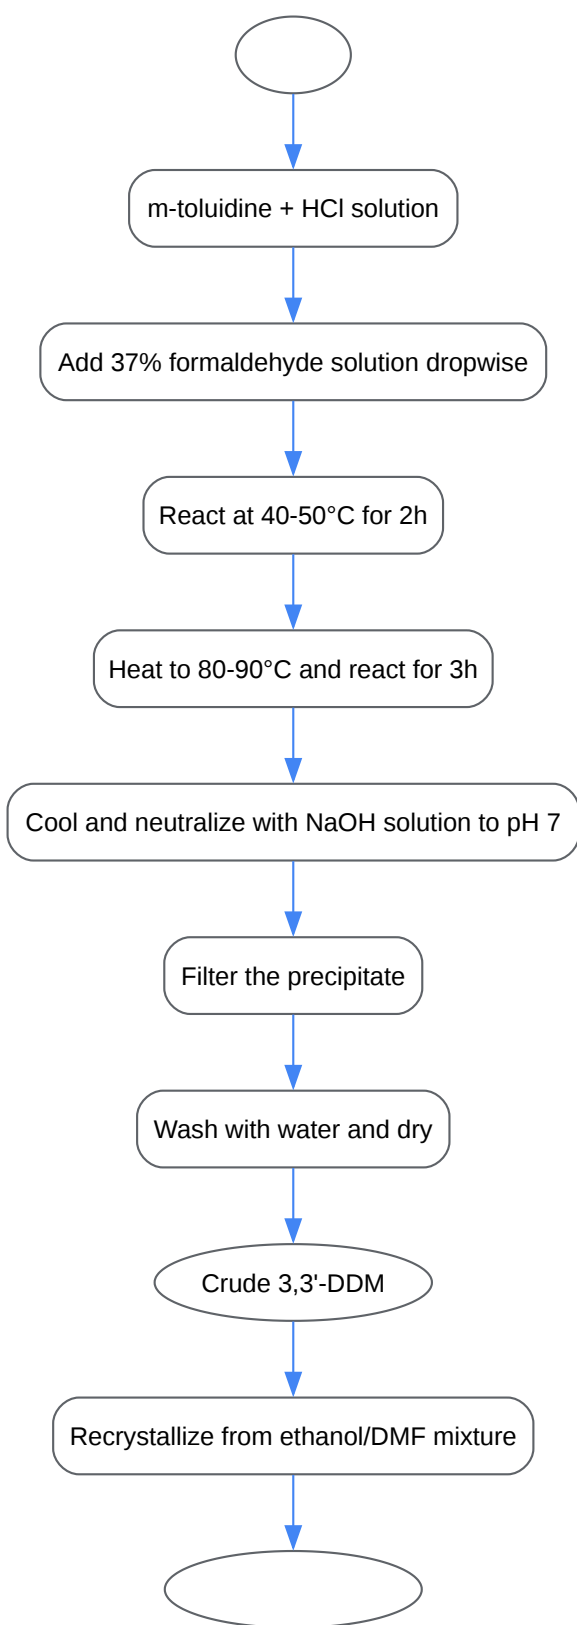 m-toluidine + HCl solution
Add 37% formaldehyde solution dropwise
React at 40-50°C for 2h
Heat to 80-90°C and react for 3h
Cool and neutralize with NaOH solution to pH 7
Filter the precipitate
Wash with water and dry
Crude 3,3'-DDM
Recrystallize from ethanol/DMF mixture